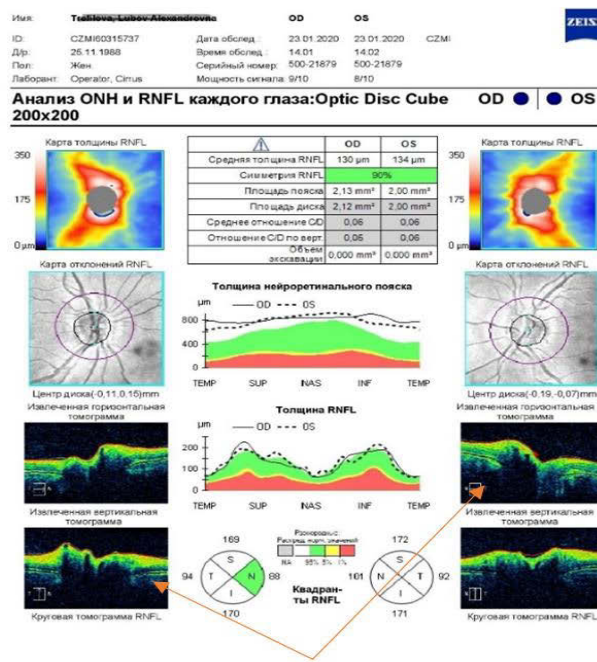 Имя: OD OS
ID: CZMI60315737 Дата обслед.: 23.01.2020 23.01.2020 CZMI
Д/р: 25.11.1988 Время обслед.: 14.01 14.02
Пол: Жен. Серийный номер: 500-21879 500-21879
Лаборант: Operator, Cirrus Мощность сигнала: 9/10 8/10
ZEISS
Анализ ONH и RNFL каждого глаза:Optic Disc Cube 200x200 OD OS
Карта толщины RNFL
350
175
0 µm
OD OS
Средняя толщина RNFL 130 µm 134 µm
Симметрия RNFL 90%
Площадь пояска 2,13 mm² 2,00 mm²
Площадь диска 2,12 mm² 2,00 mm²
Среднее отношение C/D 0,06 0,06
Отношение C/D по верт. 0,05 0,06
Объем экскавации 0,000 mm³ 0,000 mm³
Карта толщины RNFL
350
175
0 µm
Карта отклонений RNFL
Центр диска(-0,11,0,15)mm
Карта отклонений RNFL
Центр диска(-0.19,-0,07)mm
Толщина нейроретинального пояска
µm OD OS
800
400
0
TEMP SUP NAS INF TEMP
Извлеченная горизонтальная томограмма
Извлеченная горизонтальная томограмма
Толщина RNFL
µm OD OS
200
100
0
TEMP SUP NAS INF TEMP
Извлеченная вертикальная томограмма
Извлеченная вертикальная томограмма
169
S
94 T N 88
I
170
Распред. норм. значений
NA 95% 5% 1%
Квадранты RNFL
172
S
101 N T 92
I
171
Круговая томограмма RNFL
Круговая томограмма RNFL